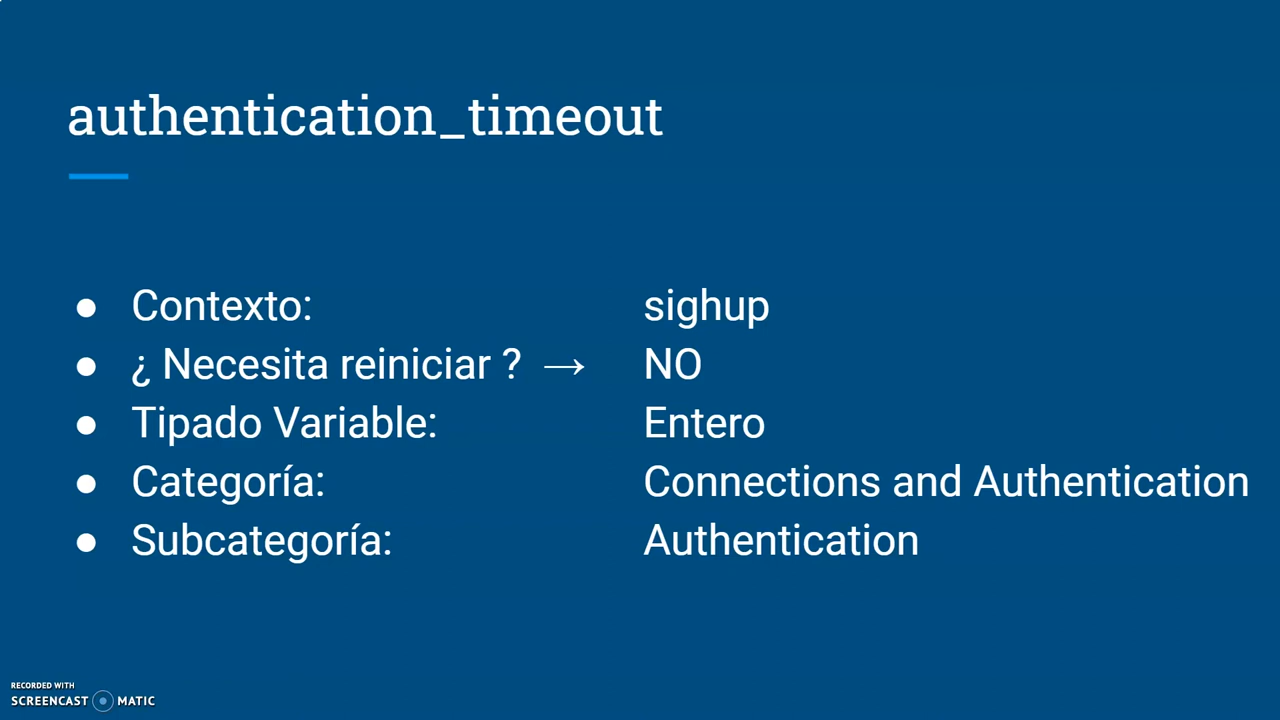 authentication_timeout
● Contexto: sighup
● ¿ Necesita reiniciar ? → NO
● Tipado Variable: Entero
● Categoría: Connections and Authentication
● Subcategoría: Authentication
RECORDED WITH
SCREENCAST MATIC